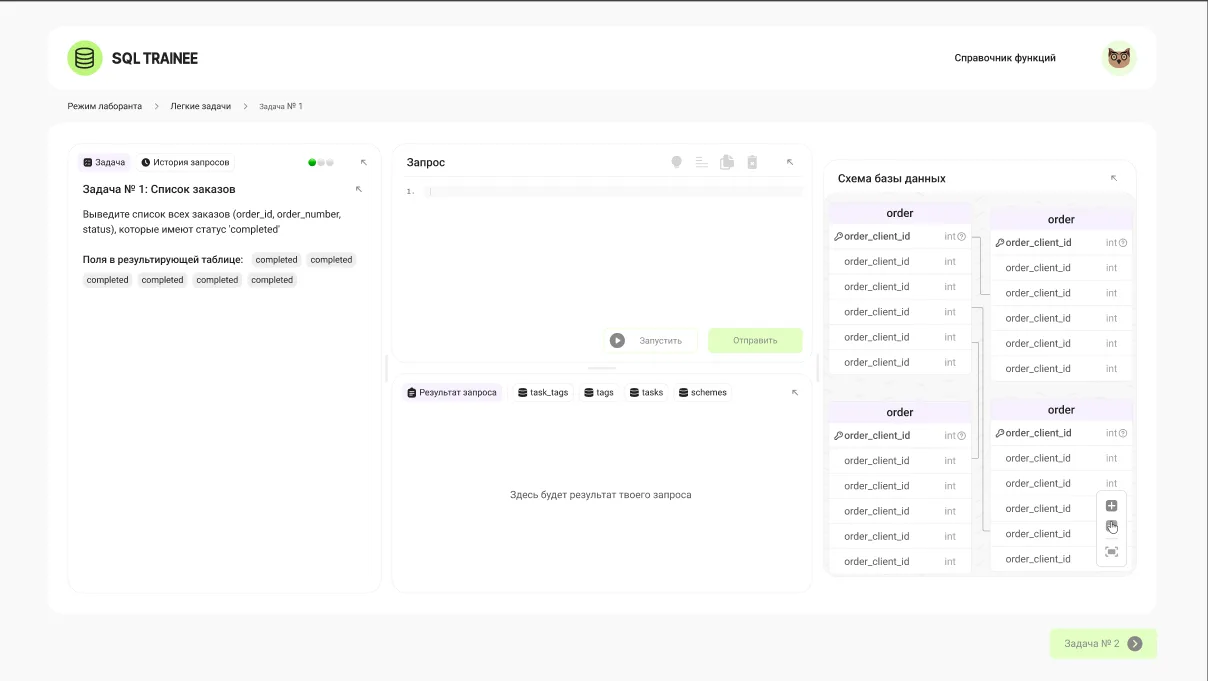 SQL TRAINEE
Справочник функций
Режим лаборанта > Легкие задачи > Задача № 1
Задача
История запросов
Задача № 1: Список заказов
Выведите список всех заказов (order_id, order_number,
status), которые имеют статус 'completed'
Поля в результирующей таблице: completed completed
completed completed completed completed
Запрос
1.
Запустить
Отправить
Результат запроса
task_tags
tags
tasks
schemes
Здесь будет результат твоего запроса
Схема базы данных
order
order_client_id int
order_client_id int
order_client_id int
order_client_id int
order_client_id int
order_client_id int
order
order_client_id int
order_client_id int
order_client_id int
order_client_id int
order_client_id int
order_client_id int
order
order_client_id int
order_client_id int
order_client_id int
order_client_id int
order_client_id int
order_client_id int
order
order_client_id int
order_client_id int
order_client_id int
order_client_id
order_client_id
order_client_id
Задача № 2